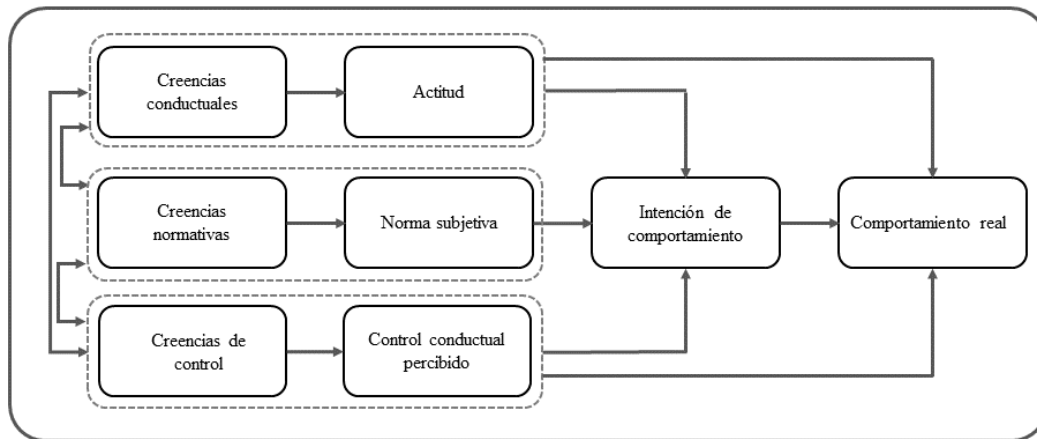 Creencias
conductuales
Actitud
Creencias
normativas
Norma subjetiva
Intención de
comportamiento
Comportamiento real
Creencias de
control
Control conductual
percibido